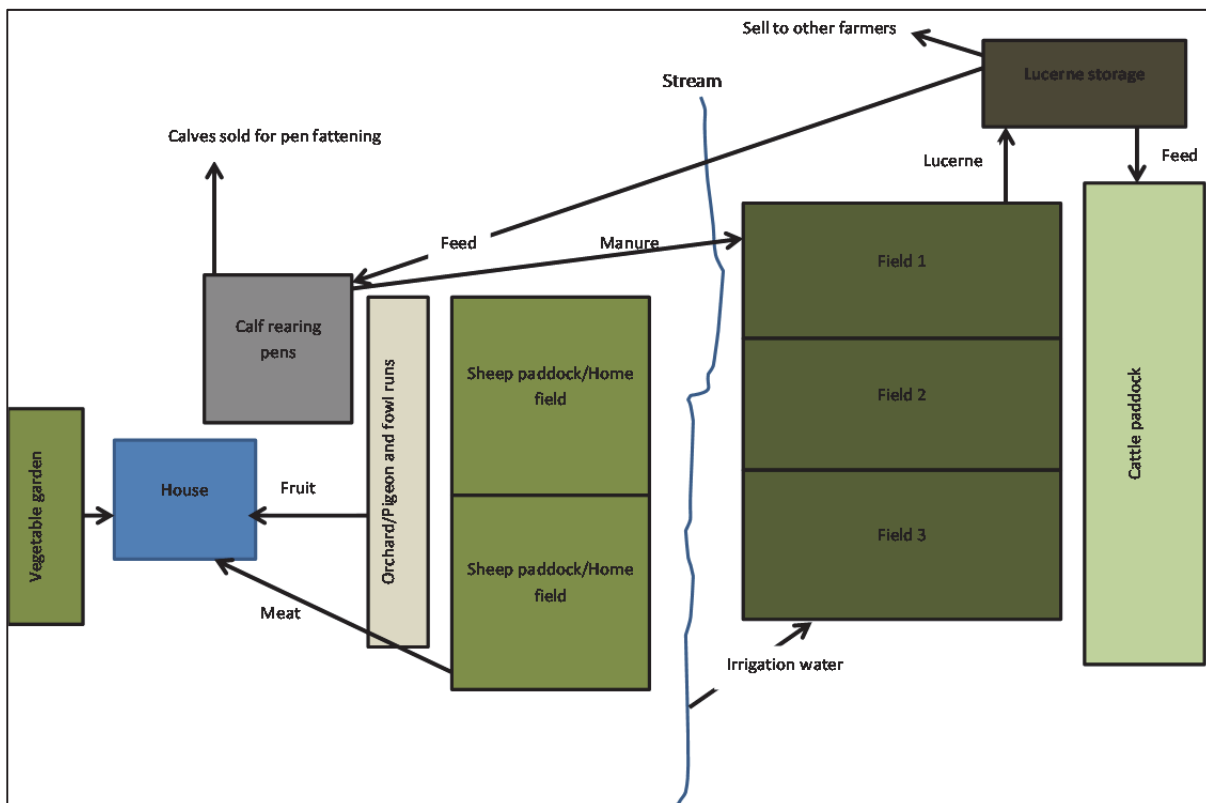 Sell to other farmers
Lucerne storage
Stream
Calves sold for pen fattening
Lucerne
Feed
Feed
Manure
Field 1
Calf rearing
pens
Orchard/Pigeon and fowl runs
Sheep paddock/Home
field
Field 2
Cattle paddock
Vegetable garden
House
Fruit
Field 3
Sheep paddock/Home
field
Meat
Irrigation water